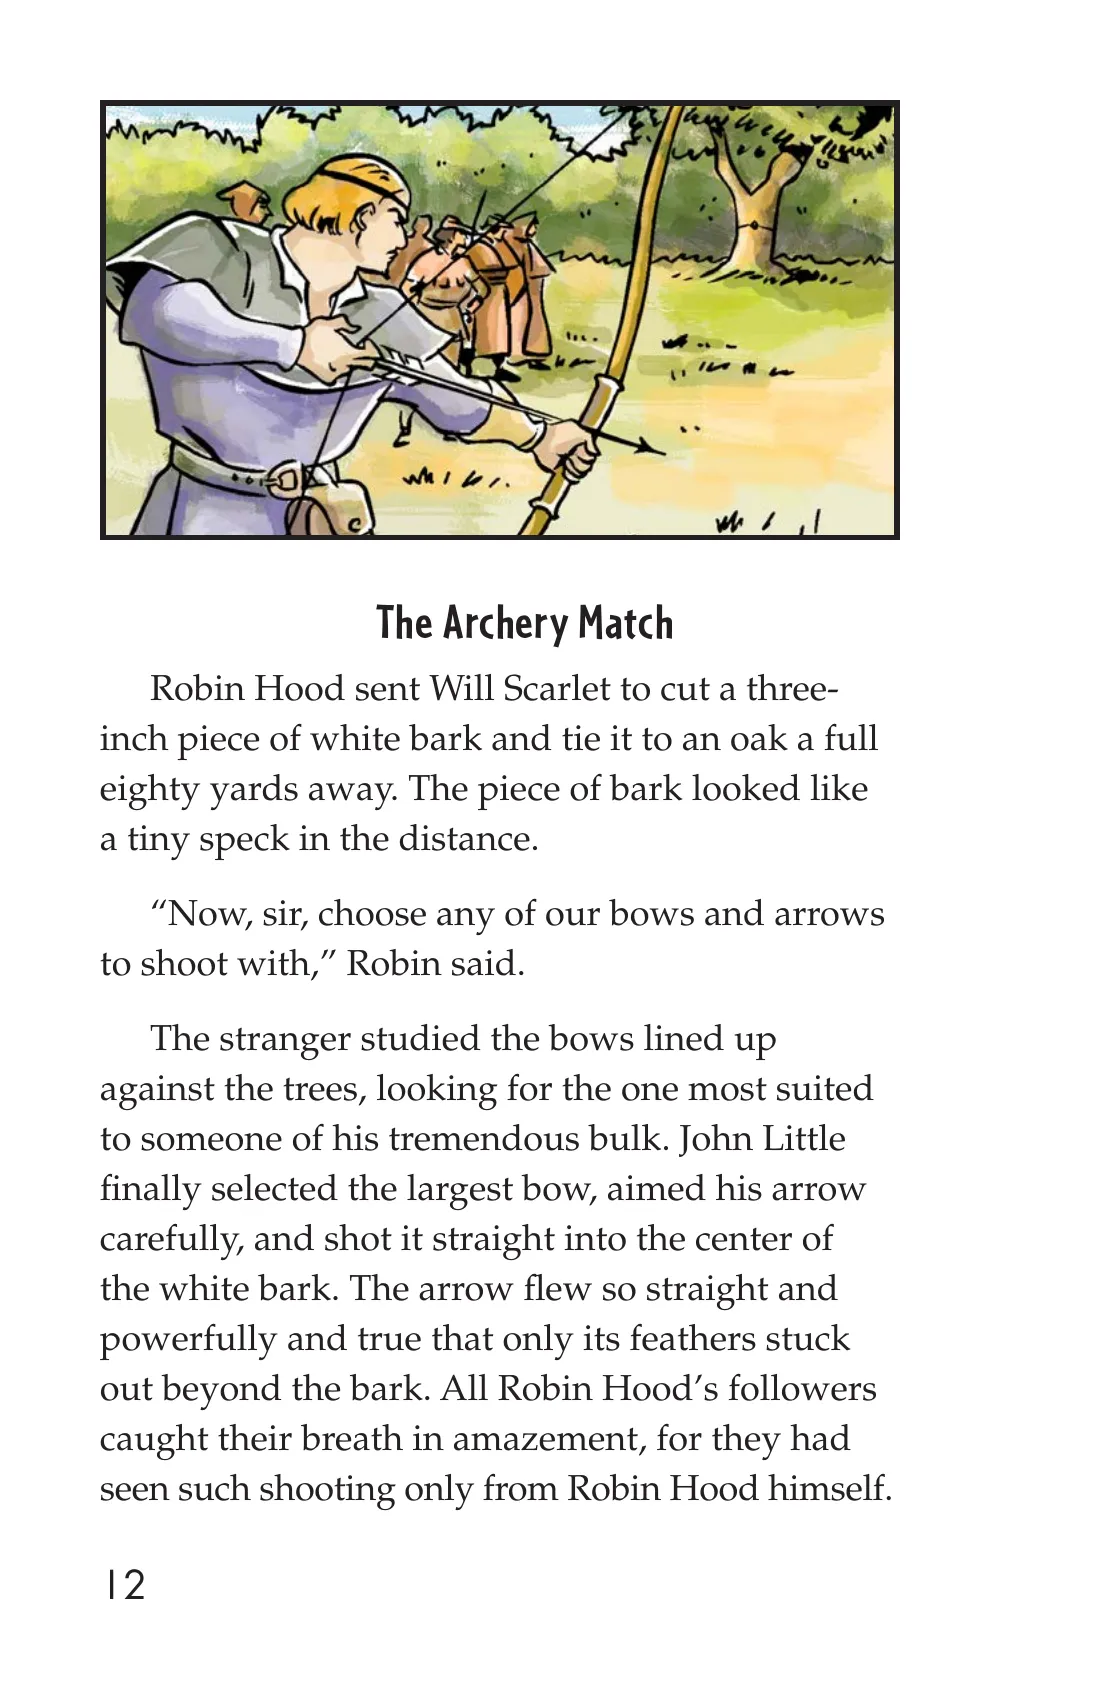 The Archery Match
Robin Hood sent Will Scarlet to cut a three-
inch piece of white bark and tie it to an oak a full
eighty yards away. The piece of bark looked like
a tiny speck in the distance.
“Now, sir, choose any of our bows and arrows
to shoot with,” Robin said.
The stranger studied the bows lined up
against the trees, looking for the one most suited
to someone of his tremendous bulk. John Little
finally selected the largest bow, aimed his arrow
carefully, and shot it straight into the center of
the white bark. The arrow flew so straight and
powerfully and true that only its feathers stuck
out beyond the bark. All Robin Hood’s followers
caught their breath in amazement, for they had
seen such shooting only from Robin Hood himself.
12